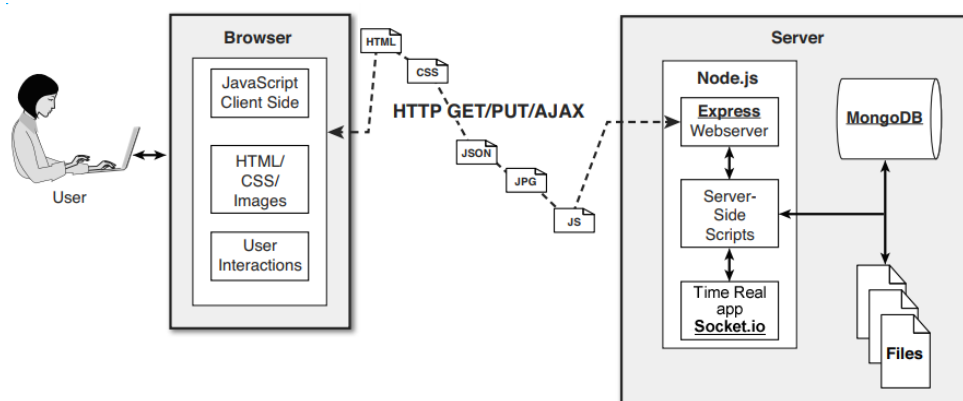 Browser
JavaScript
Client Side
HTML/
CSS/
Images
User
Interactions
User
HTML
CSS
HTTP GET/PUT/AJAX
JSON
JPG
JS
Server
Node.js
Express
Webserver
Server-
Side
Scripts
Time Real
app
Socket.io
MongoDB
Files